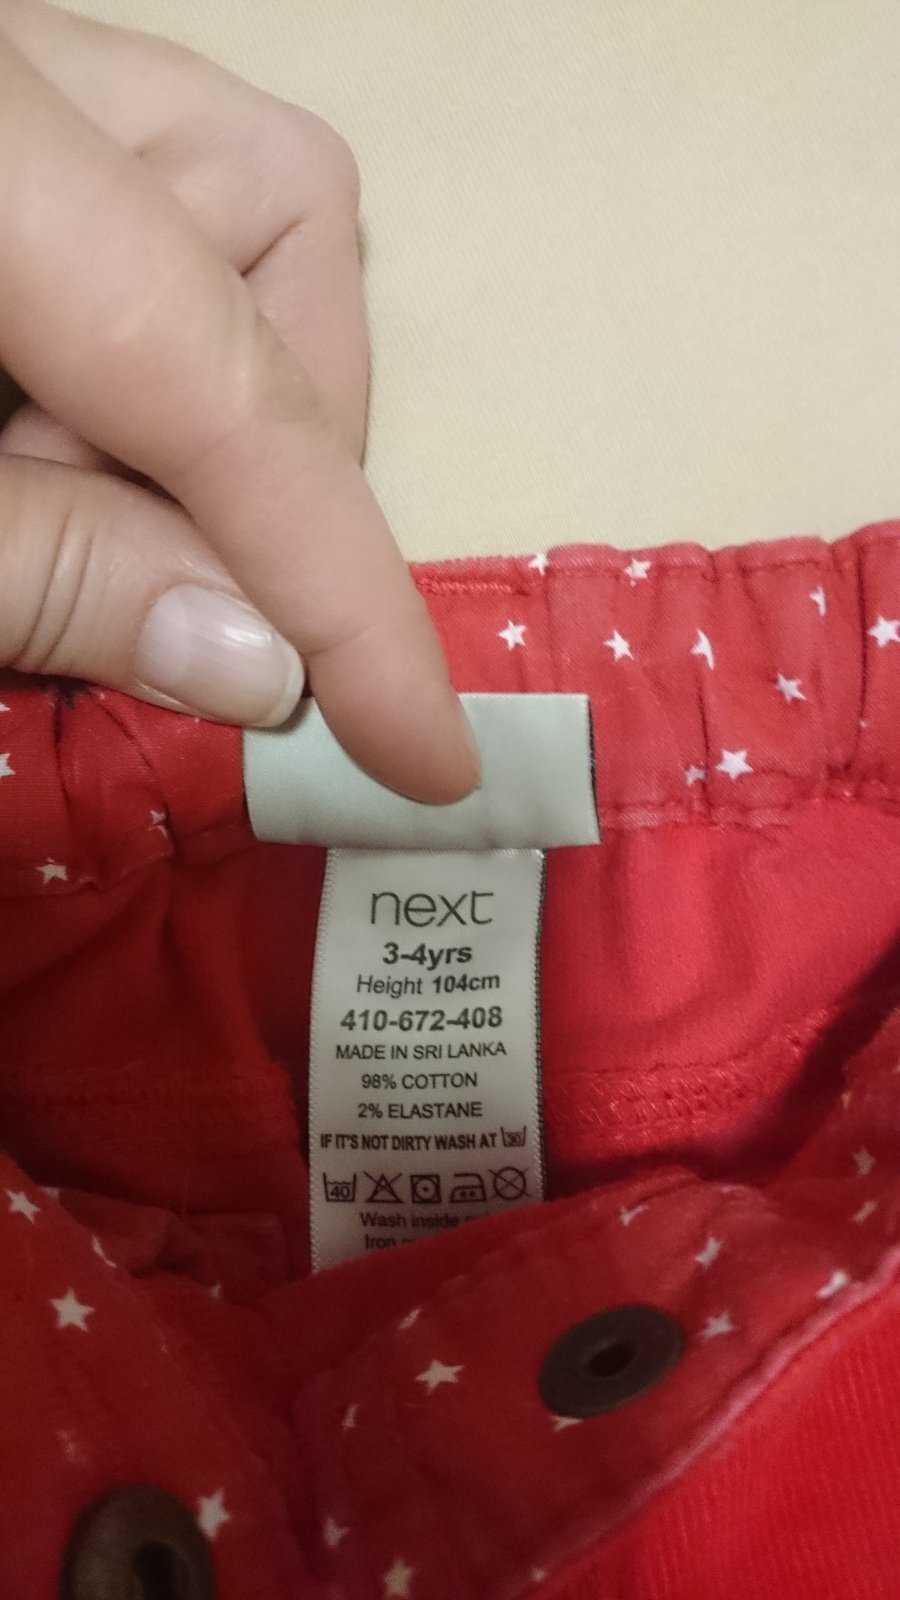 next
3-4yrs
Height 104cm
410-672-408
MADE IN SRI LANKA
98% COTTON
2% ELASTANE
IF IT'S NOT DIRTY WASH AT 30
40
Wash inside
Iron